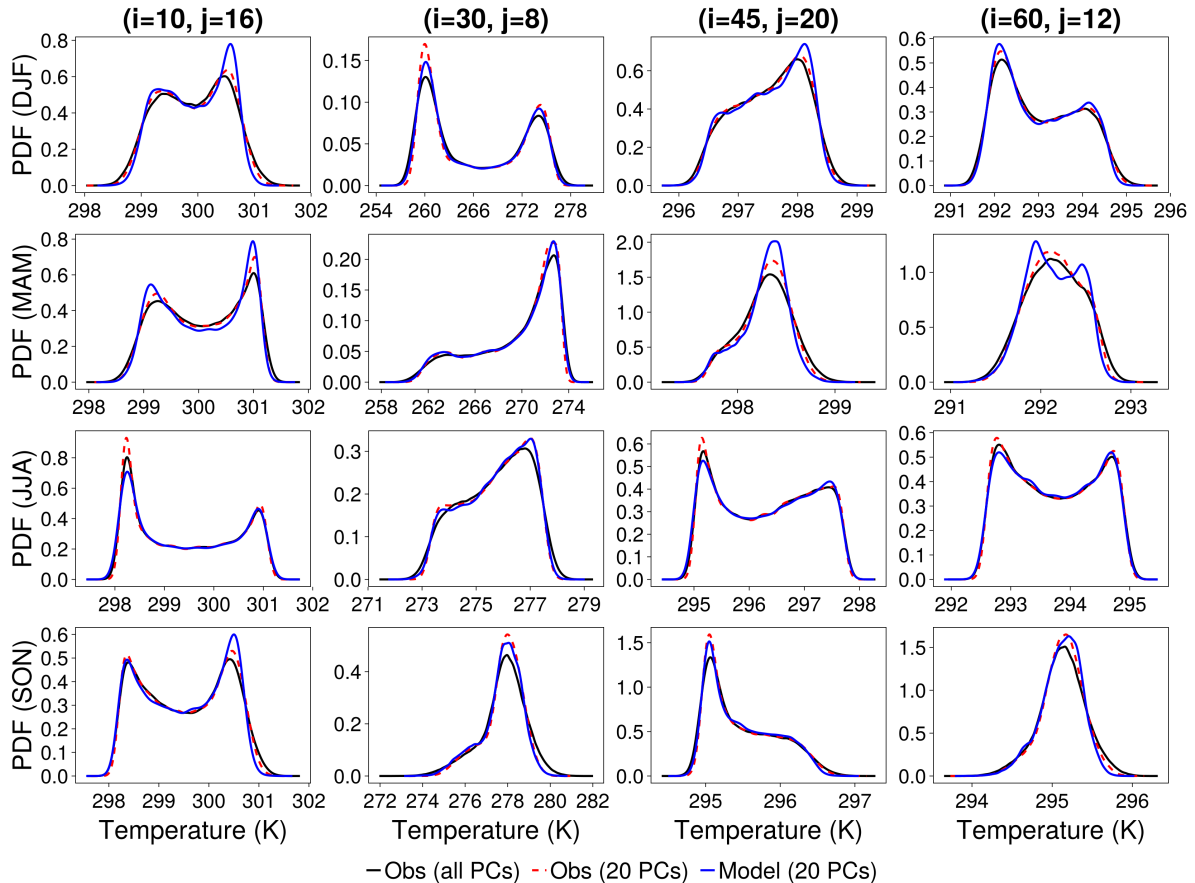 (i=10, j=16) (i=30, j=8) (i=45, j=20) (i=60, j=12)
PDF (DJF)
0.8 0.6 0.4 0.2 0.0
298 299 300 301 302
0.15 0.10 0.05 0.00
254 260 266 272 278
0.6 0.4 0.2 0.0
296 297 298 299
0.6 0.5 0.4 0.3 0.2 0.1 0.0
291 292 293 294 295 296
PDF (MAM)
0.8 0.6 0.4 0.2 0.0
298 299 300 301 302
0.20 0.15 0.10 0.05 0.00
258 262 266 270 274
2.0 1.5 1.0 0.5 0.0
298 299
1.0 0.5 0.0
291 292 293
PDF (JJA)
0.8 0.6 0.4 0.2 0.0
298 299 300 301 302
0.3 0.2 0.1 0.0
271 273 275 277 279
0.6 0.5 0.4 0.3 0.2 0.1 0.0
295 296 297 298
0.6 0.5 0.4 0.3 0.2 0.1 0.0
292 293 294 295
PDF (SON)
0.6 0.5 0.4 0.3 0.2 0.1 0.0
298 299 300 301 302
0.4 0.2 0.0
272 274 276 278 280 282
1.5 1.0 0.5 0.0
295 296 297
1.5 1.0 0.5 0.0
294 295 296
Temperature (K) Temperature (K) Temperature (K) Temperature (K)
Obs (all PCs) Obs (20 PCs) Model (20 PCs)